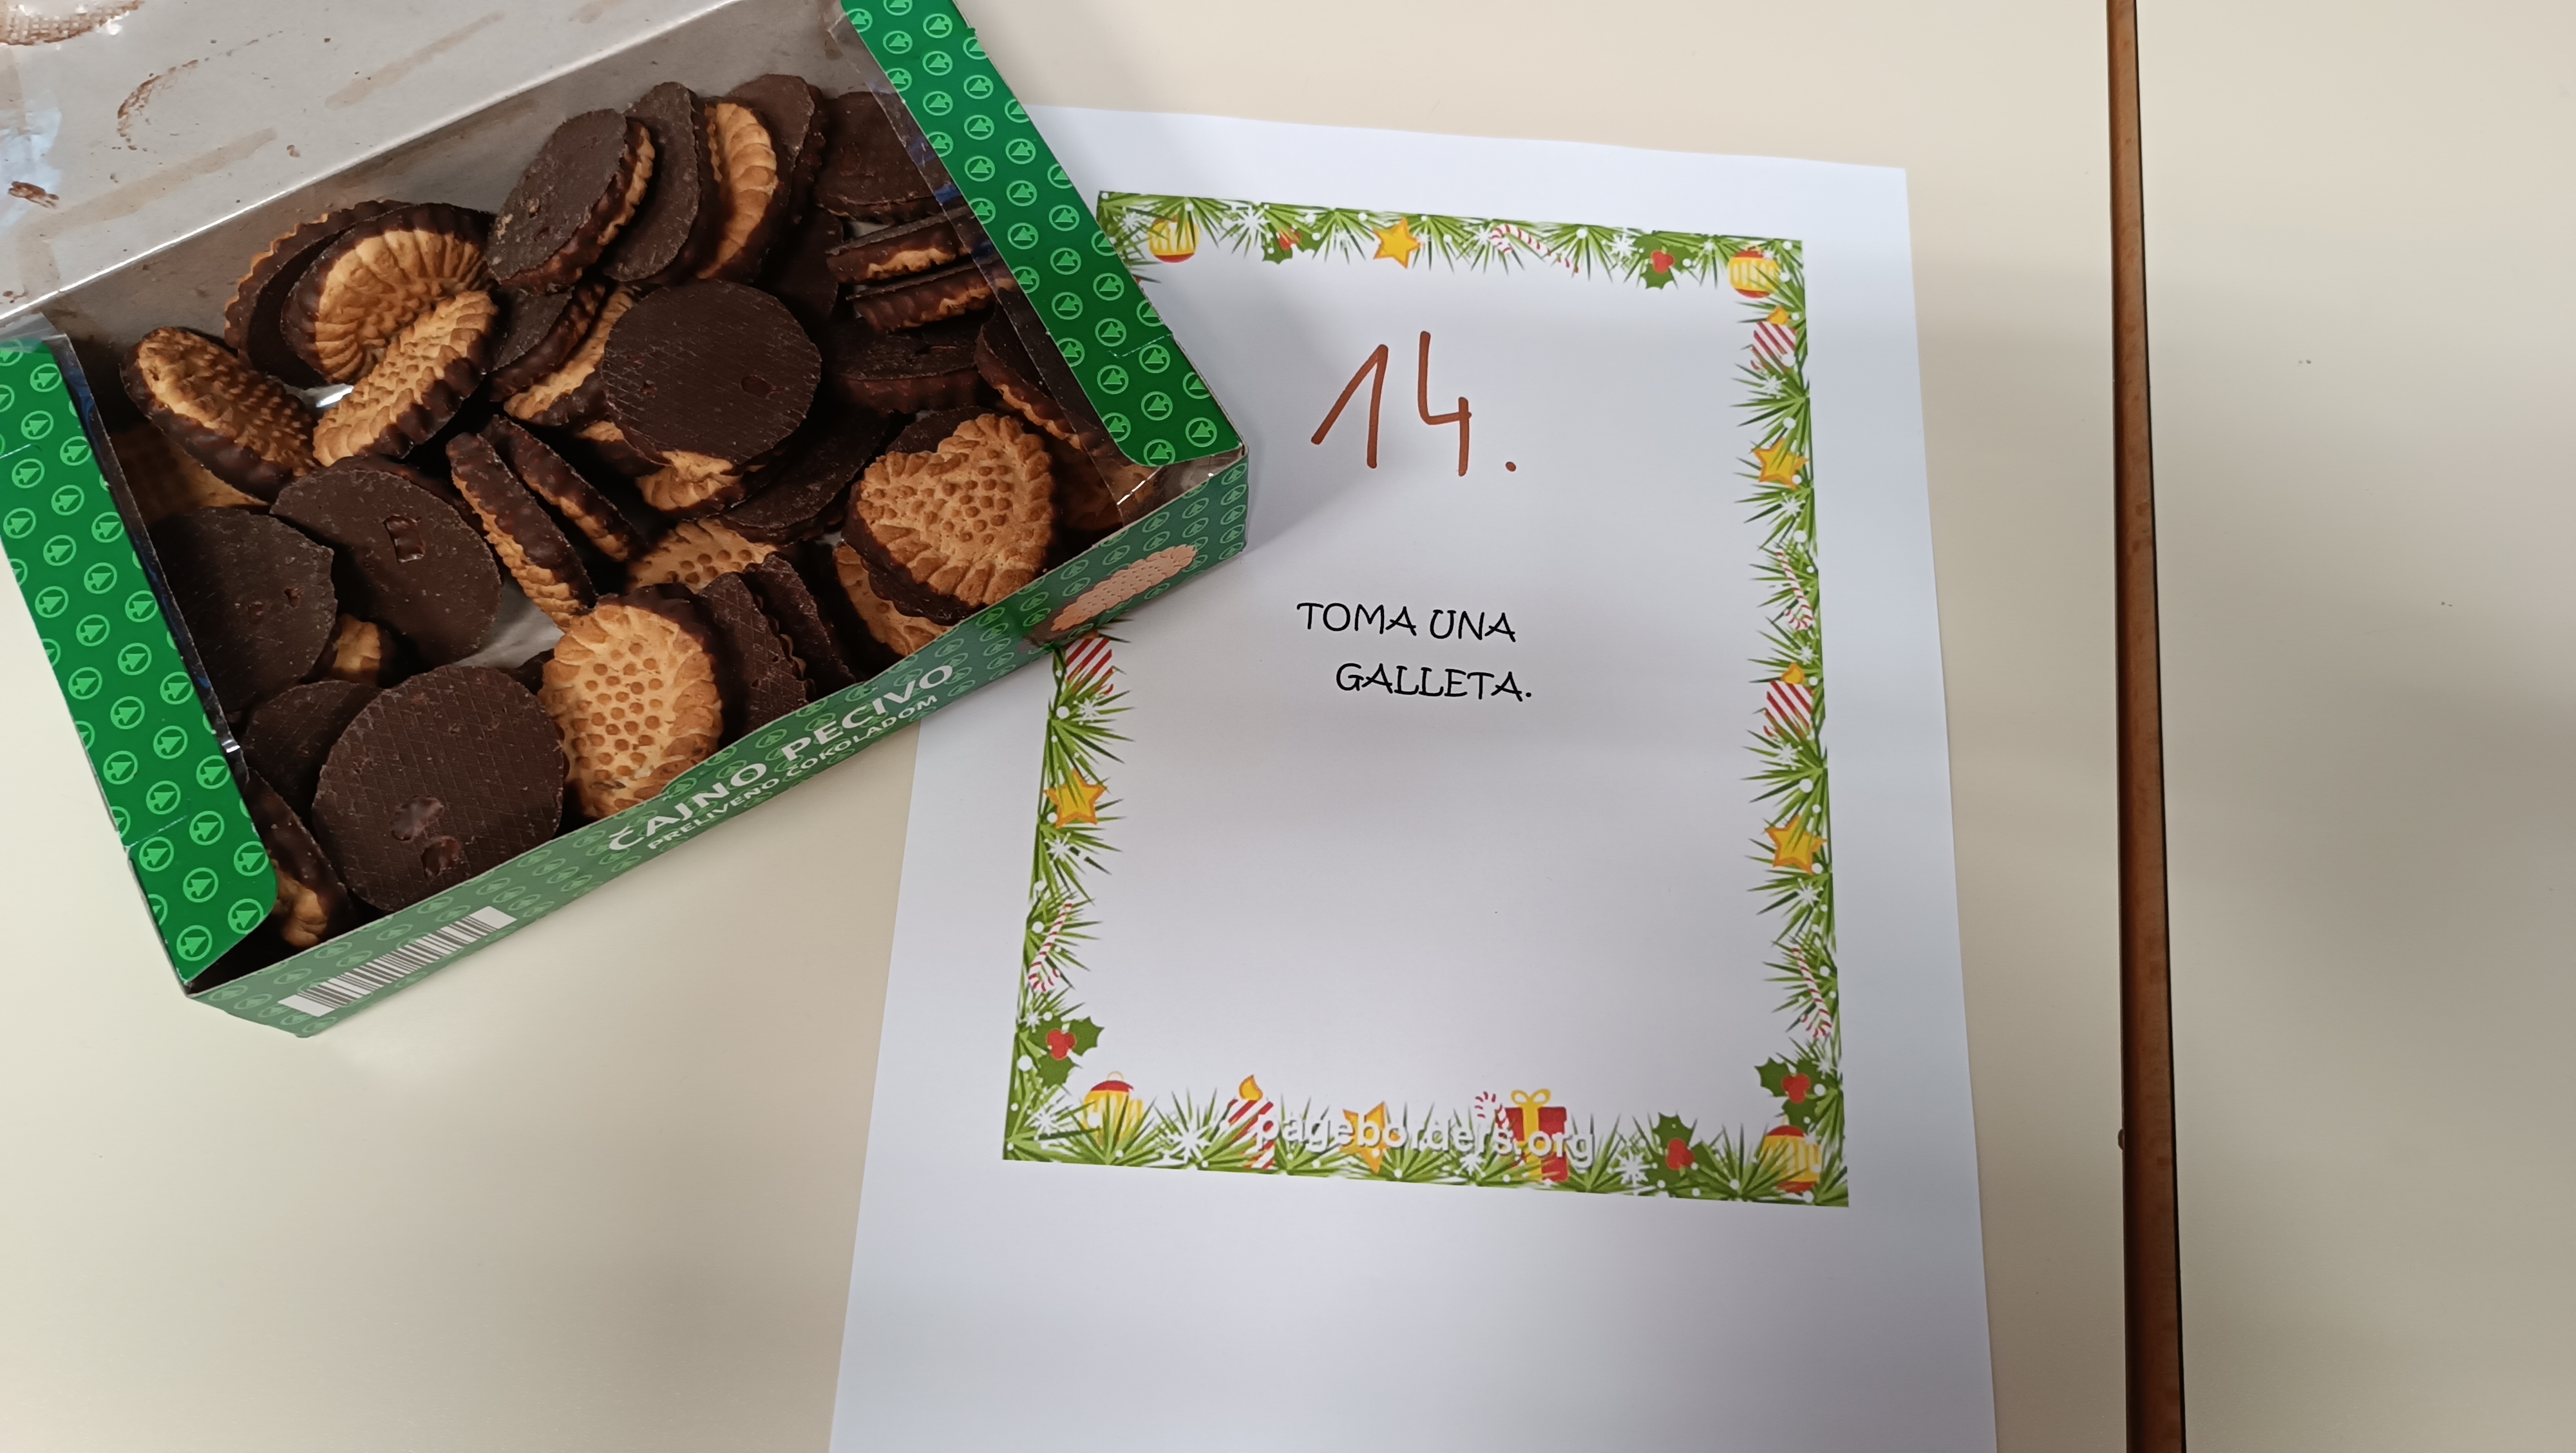 14.
TOMA UNA
GALLETA.
pageborders.org
ČAJNO PECIVO
PRELIVENO ČOKOLADOM